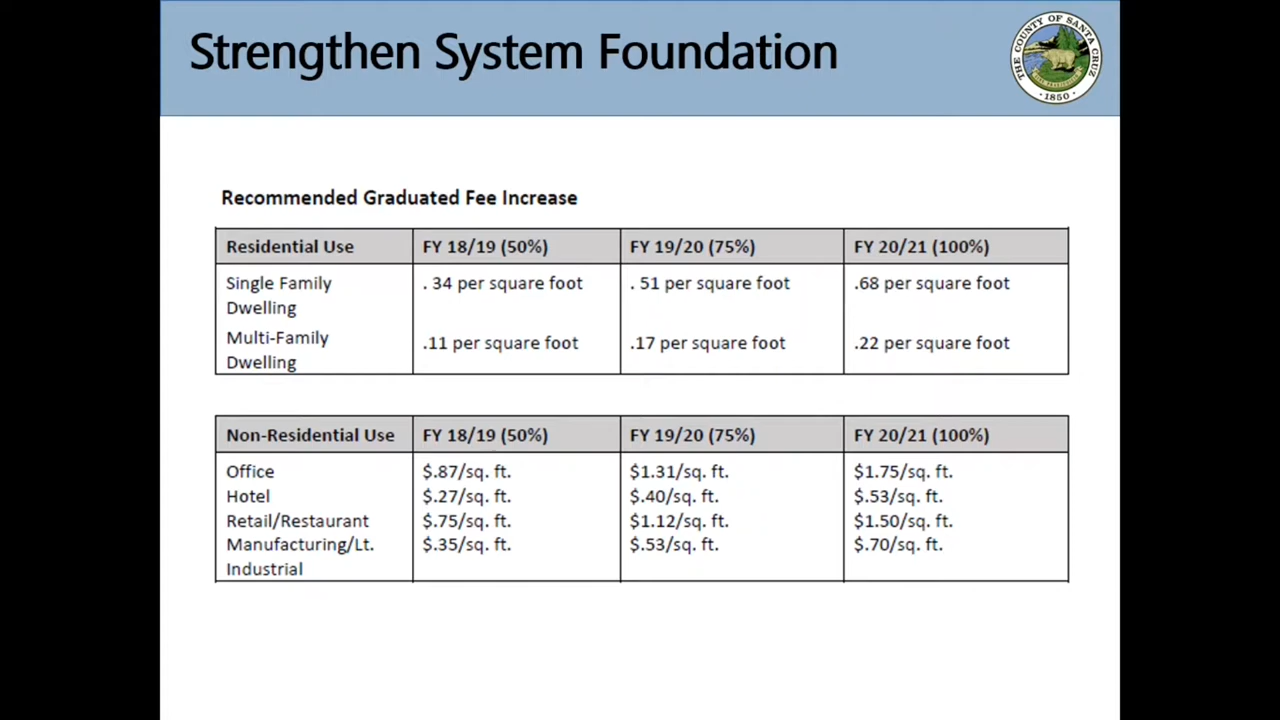 Strengthen System Foundation
THE COUNTY OF SANTA CRUZ
1850
Recommended Graduated Fee Increase
Residential Use FY 18/19 (50%) FY 19/20 (75%) FY 20/21 (100%)
Single Family Dwelling . 34 per square foot . 51 per square foot .68 per square foot
Multi-Family Dwelling .11 per square foot .17 per square foot .22 per square foot
Non-Residential Use FY 18/19 (50%) FY 19/20 (75%) FY 20/21 (100%)
Office $.87/sq. ft. $1.31/sq. ft. $1.75/sq. ft.
Hotel $.27/sq. ft. $.40/sq. ft. $.53/sq. ft.
Retail/Restaurant $.75/sq. ft. $1.12/sq. ft. $1.50/sq. ft.
Manufacturing/Lt. $.35/sq. ft. $.53/sq. ft. $.70/sq. ft.
Industrial